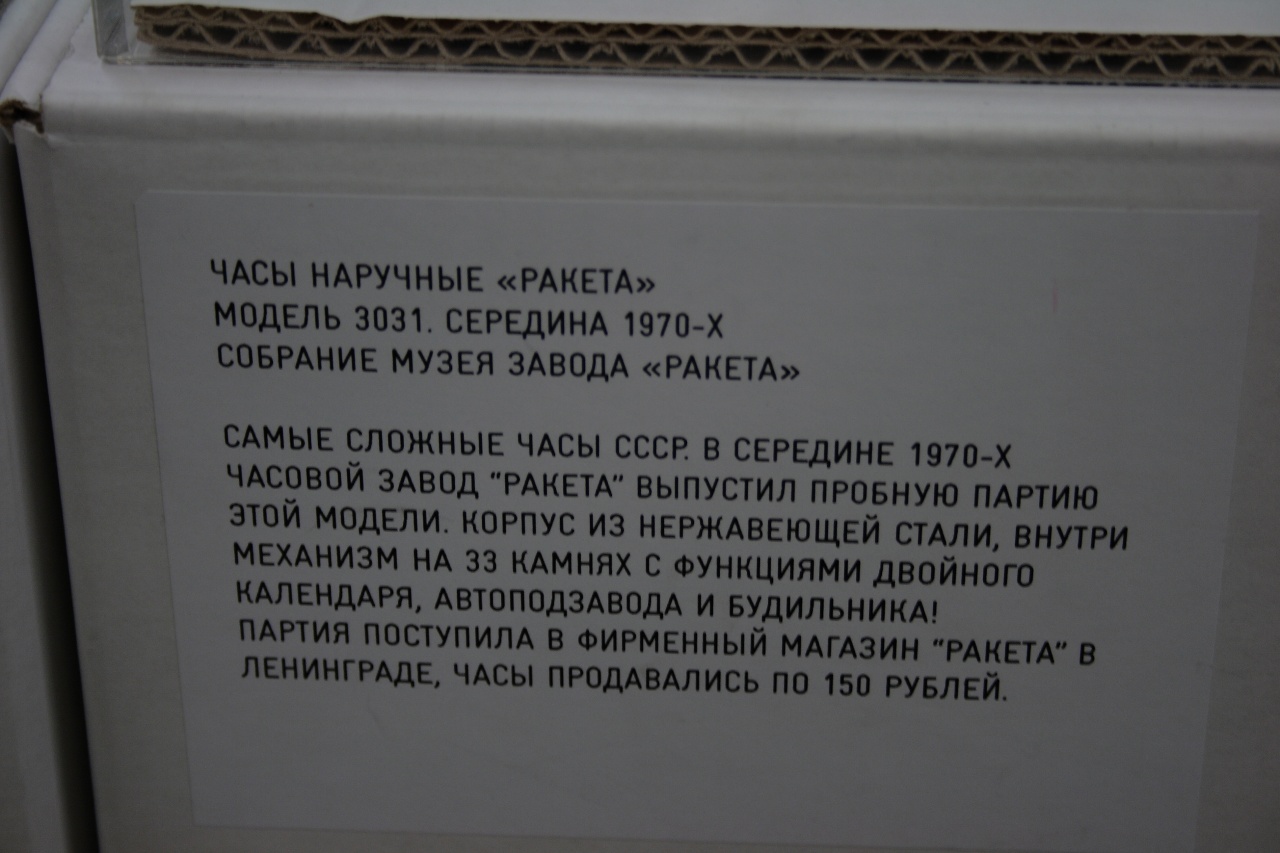 ЧАСЫ НАРУЧНЫЕ «РАКЕТА»
МОДЕЛЬ 3031. СЕРЕДИНА 1970-Х
СОБРАНИЕ МУЗЕЯ ЗАВОДА «РАКЕТА»
САМЫЕ СЛОЖНЫЕ ЧАСЫ СССР. В СЕРЕДИНЕ 1970-Х
ЧАСОВОЙ ЗАВОД "РАКЕТА" ВЫПУСТИЛ ПРОБНУЮ ПАРТИЮ
ЭТОЙ МОДЕЛИ. КОРПУС ИЗ НЕРЖАВЕЮЩЕЙ СТАЛИ, ВНУТРИ
МЕХАНИЗМ НА 33 КАМНЯХ С ФУНКЦИЯМИ ДВОЙНОГО
КАЛЕНДАРЯ, АВТОПОДЗАВОДА И БУДИЛЬНИКА!
ПАРТИЯ ПОСТУПИЛА В ФИРМЕННЫЙ МАГАЗИН "РАКЕТА" В
ЛЕНИНГРАДЕ, ЧАСЫ ПРОДАВАЛИСЬ ПО 150 РУБЛЕЙ.